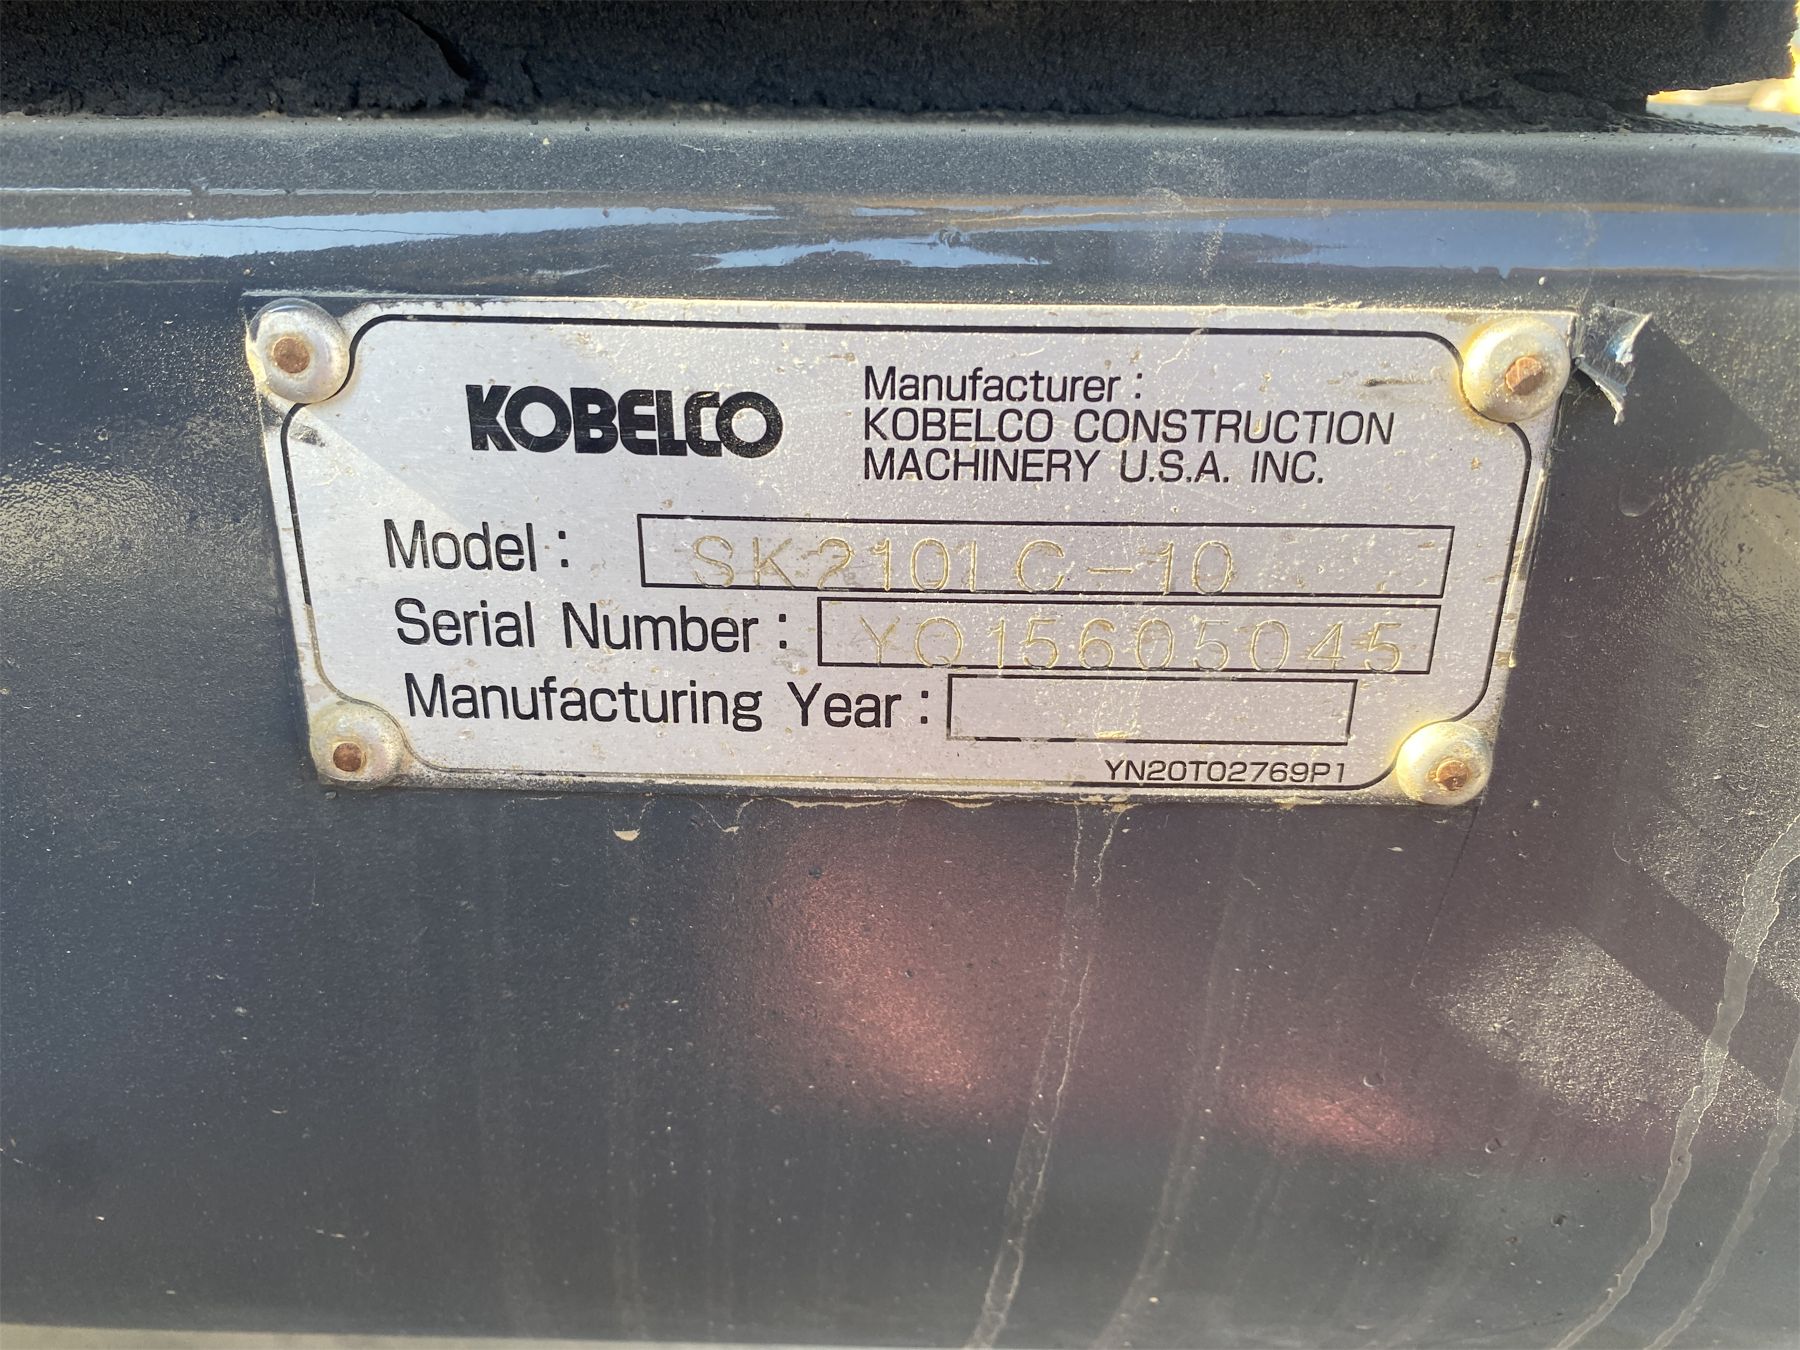 KOBELCO
Manufacturer :
KOBELCO CONSTRUCTION
MACHINERY U.S.A. INC.
Model : SK210LC-10
Serial Number : YQ15605045
Manufacturing Year :
YN20T02769P1